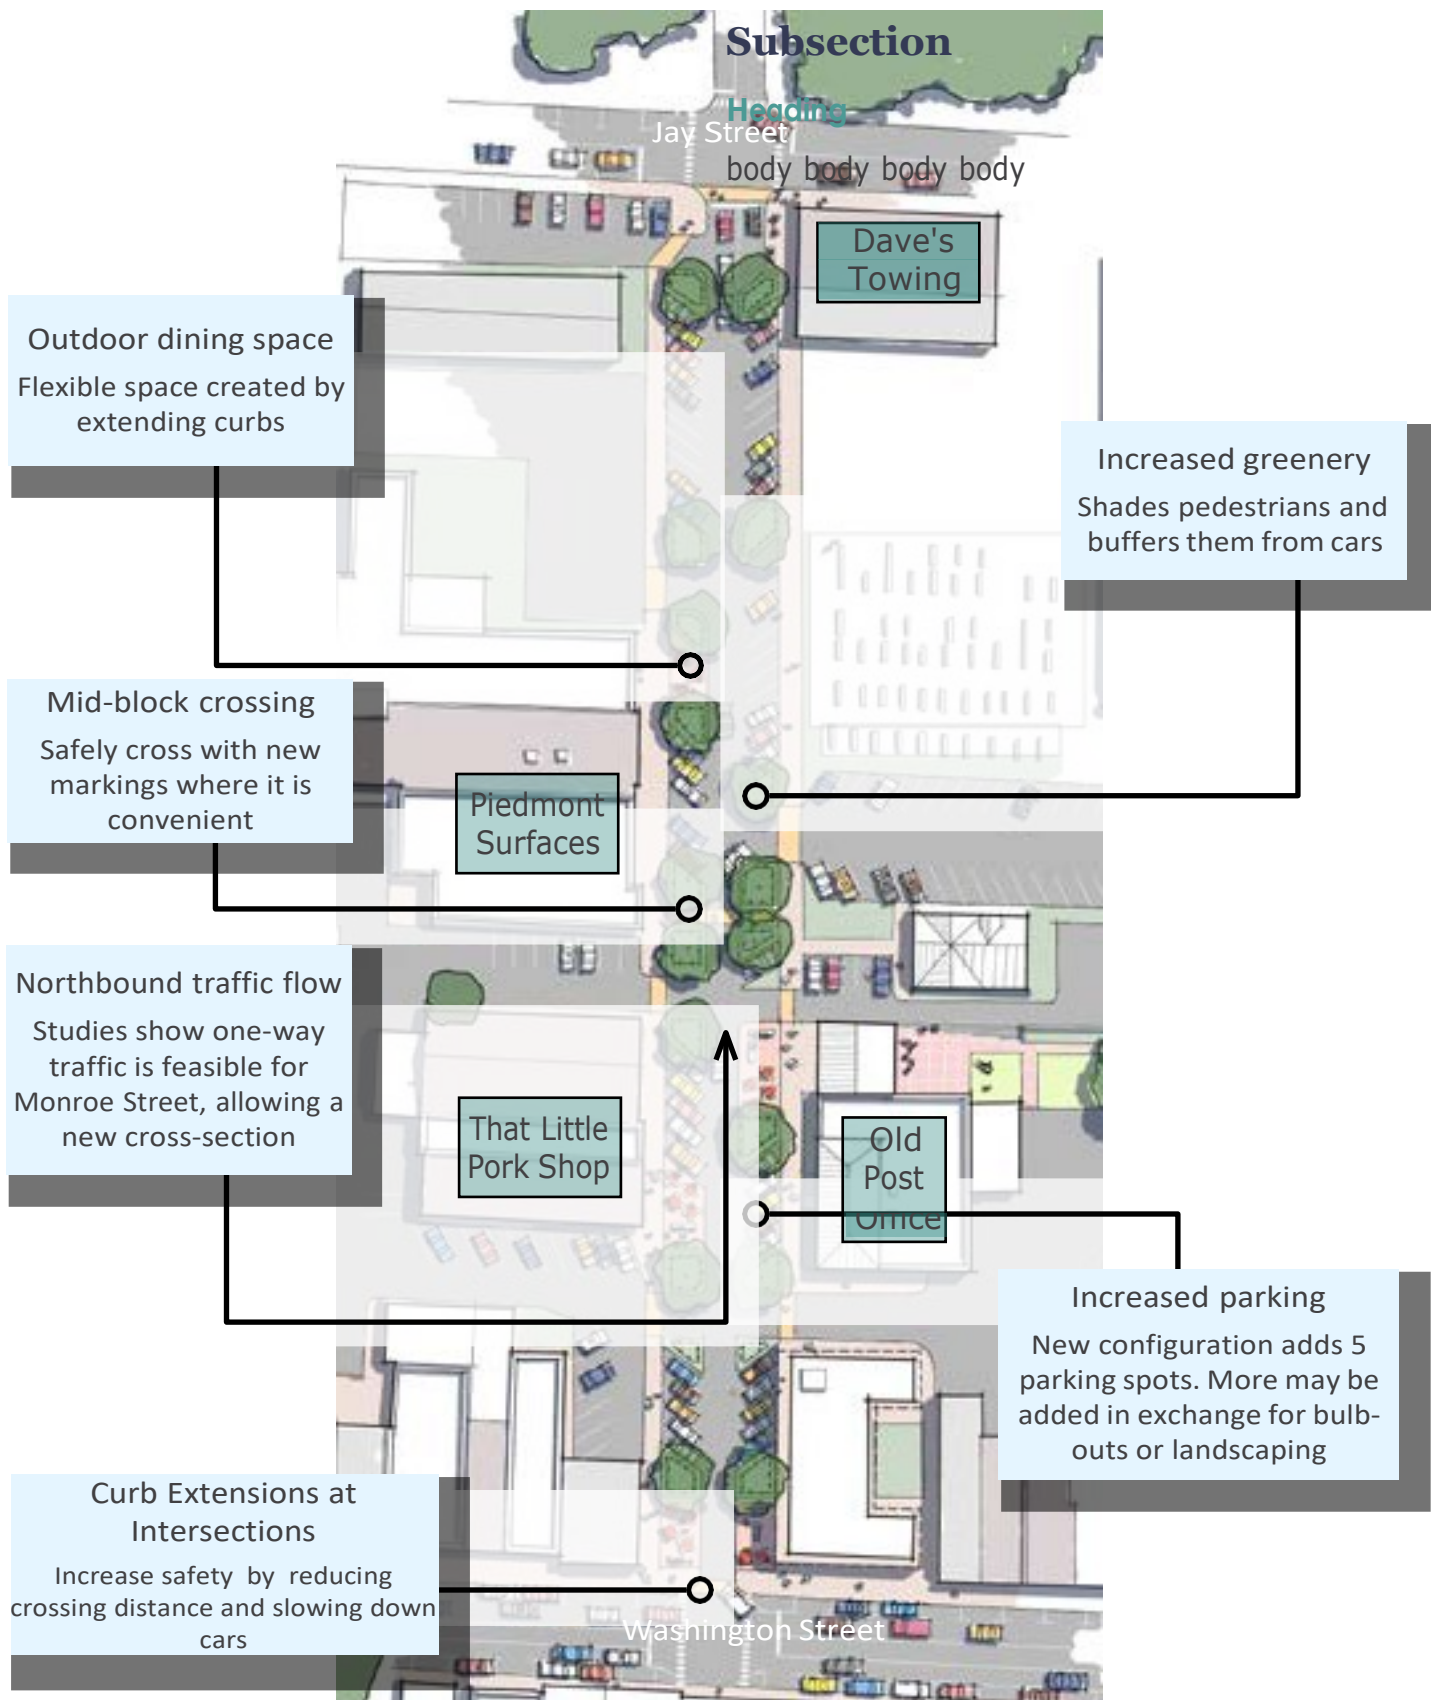 Subsection
Heading
Jay Street
body body body body
Dave's
Towing
Outdoor dining space
Flexible space created by
extending curbs
Increased greenery
Shades pedestrians and
buffers them from cars
Mid-block crossing
Safely cross with new
markings where it is
convenient
Piedmont
Surfaces
Northbound traffic flow
Studies show one-way
traffic is feasible for
Monroe Street, allowing a
new cross-section
That Little
Pork Shop
Old
Post
Office
Increased parking
New configuration adds 5
parking spots. More may be
added in exchange for bulb-
outs or landscaping
Curb Extensions at
Intersections
Increase safety by reducing
crossing distance and slowing down
cars
Washington Street